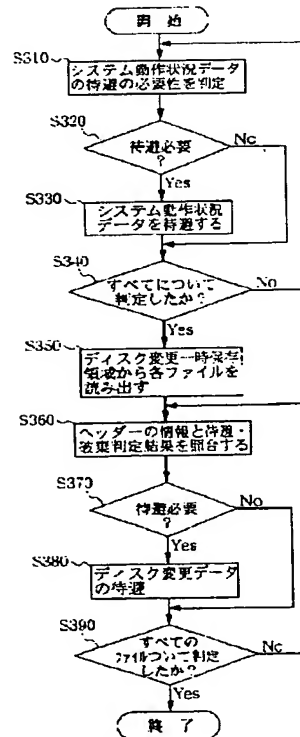 開始
S310
システム動作状況データ
の待避の必要性を判定
S320
待避必要
?
No
Yes
S330
システム動作状況
データを待避する
S340
すべてについて
判定したか?
No
Yes
S350
ディスク変更一時保存
領域から各ファイルを
読み出す
S360
ヘッダーの情報と待避・
破棄判定結果を照合する
S370
待避必要
?
No
Yes
S380
ディスク変更データ
の待避
S390
すべての
ファイルついて判定
したか?
No
Yes
終了